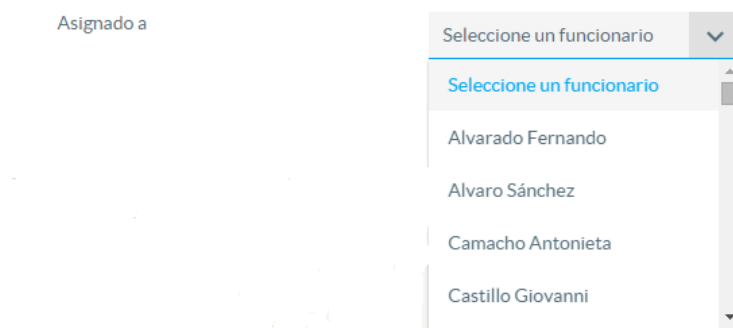 Asignado a
Seleccione un funcionario
Seleccione un funcionario
Alvarado Fernando
Alvaro Sánchez
Camacho Antonieta
Castillo Giovanni